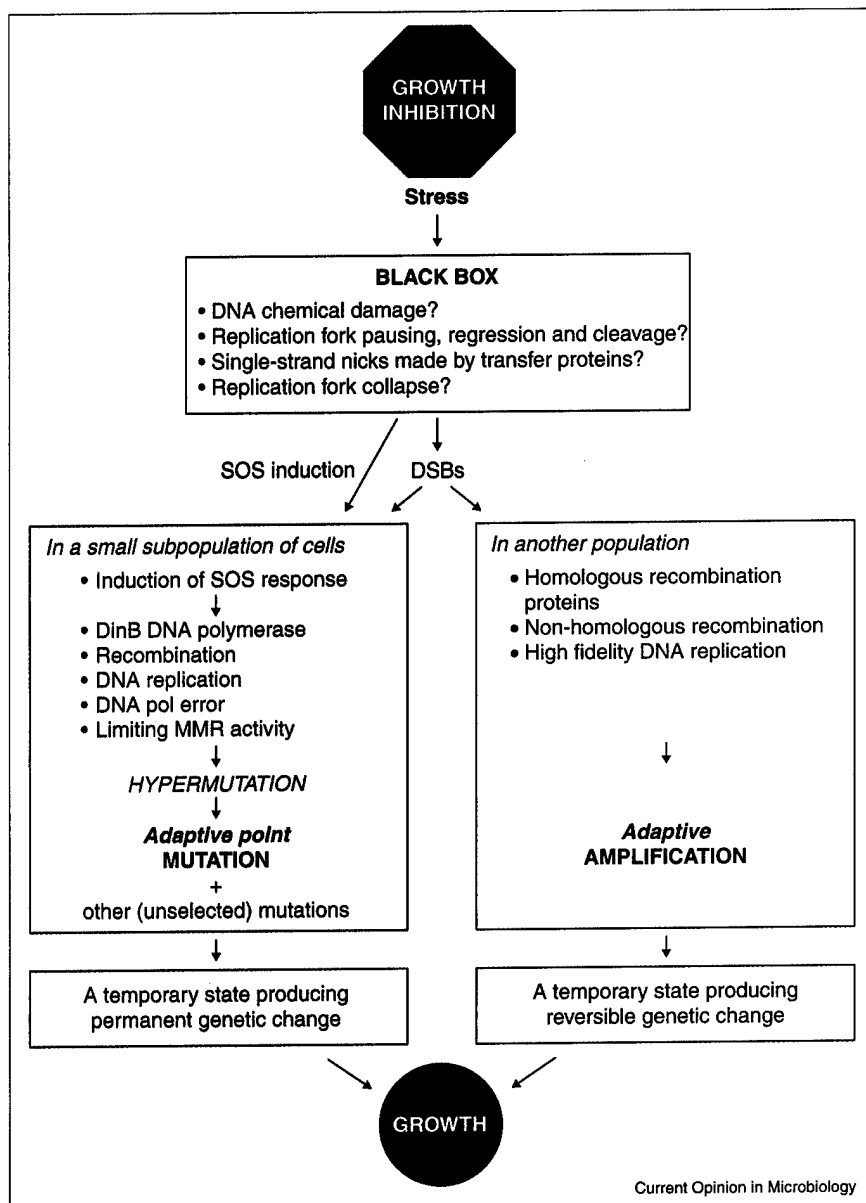 GROWTH
INHIBITION
Stress
BLACK BOX
• DNA chemical damage?
• Replication fork pausing, regression and cleavage?
• Single-strand nicks made by transfer proteins?
• Replication fork collapse?
SOS induction
DSBs
In a small subpopulation of cells
• Induction of SOS response
• DinB DNA polymerase
• Recombination
• DNA replication
• DNA pol error
• Limiting MMR activity
HYPERMUTATION
Adaptive point
MUTATION
+
other (unselected) mutations
In another population
• Homologous recombination
proteins
• Non-homologous recombination
• High fidelity DNA replication
Adaptive
AMPLIFICATION
A temporary state producing
permanent genetic change
A temporary state producing
reversible genetic change
GROWTH
Current Opinion in Microbiology